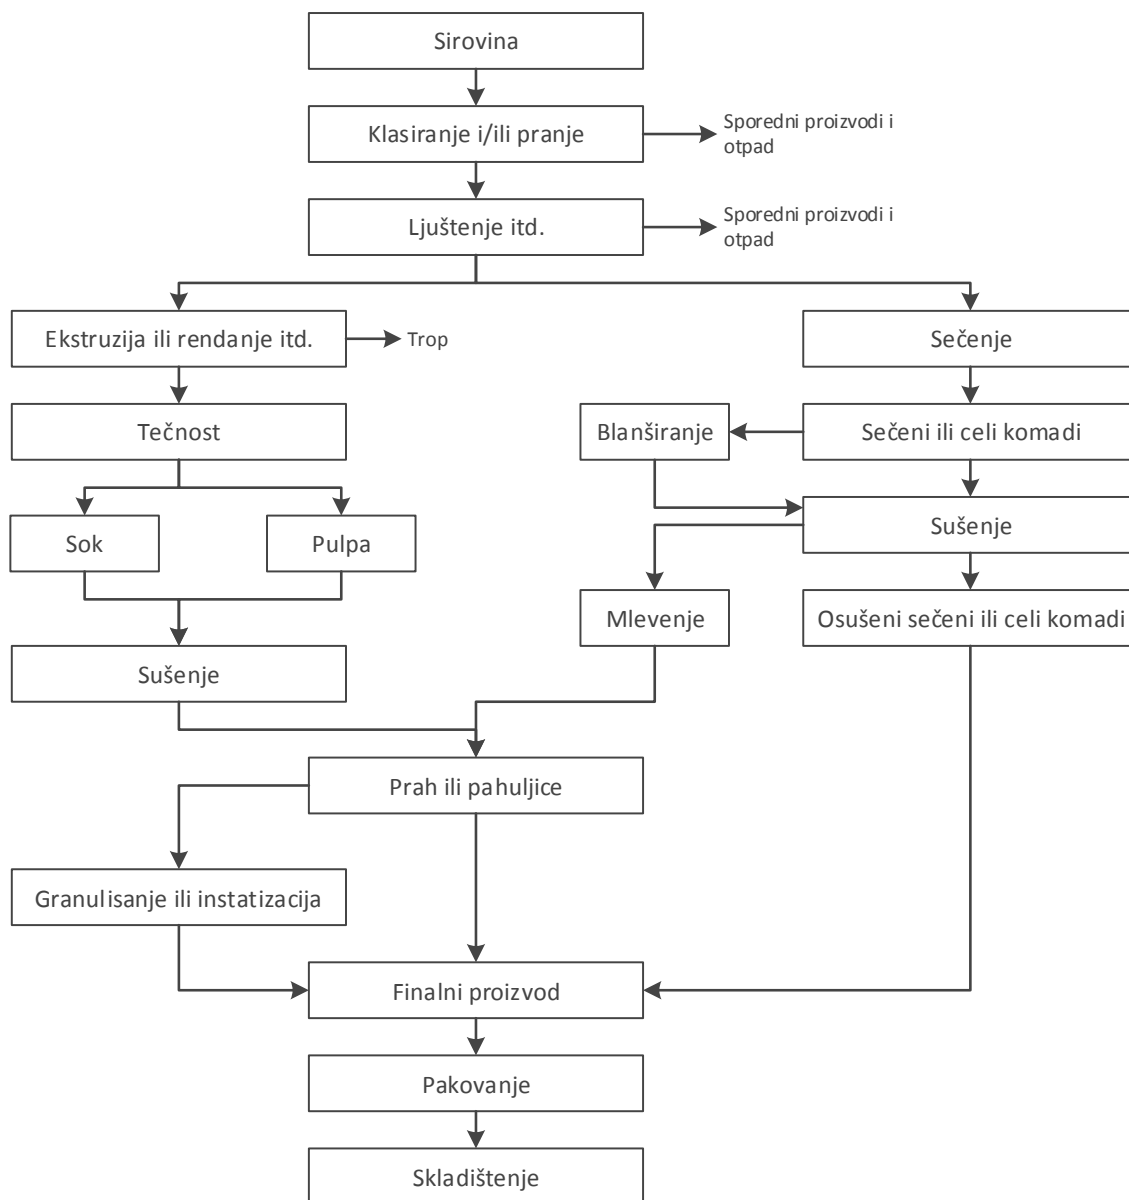 Sirovina
Klasiranje i/ili pranje
Sporedni proizvodi i
otpad
Ljuštenje itd.
Sporedni proizvodi i
otpad
Ekstruzija ili rendanje itd.
Trop
Sečenje
Tečnost
Blanširanje
Sečeni ili celi komadi
Sok
Pulpa
Sušenje
Mlevenje
Osušeni sečeni ili celi komadi
Sušenje
Prah ili pahuljice
Granulisanje ili instatizacija
Finalni proizvod
Pakovanje
Skladištenje